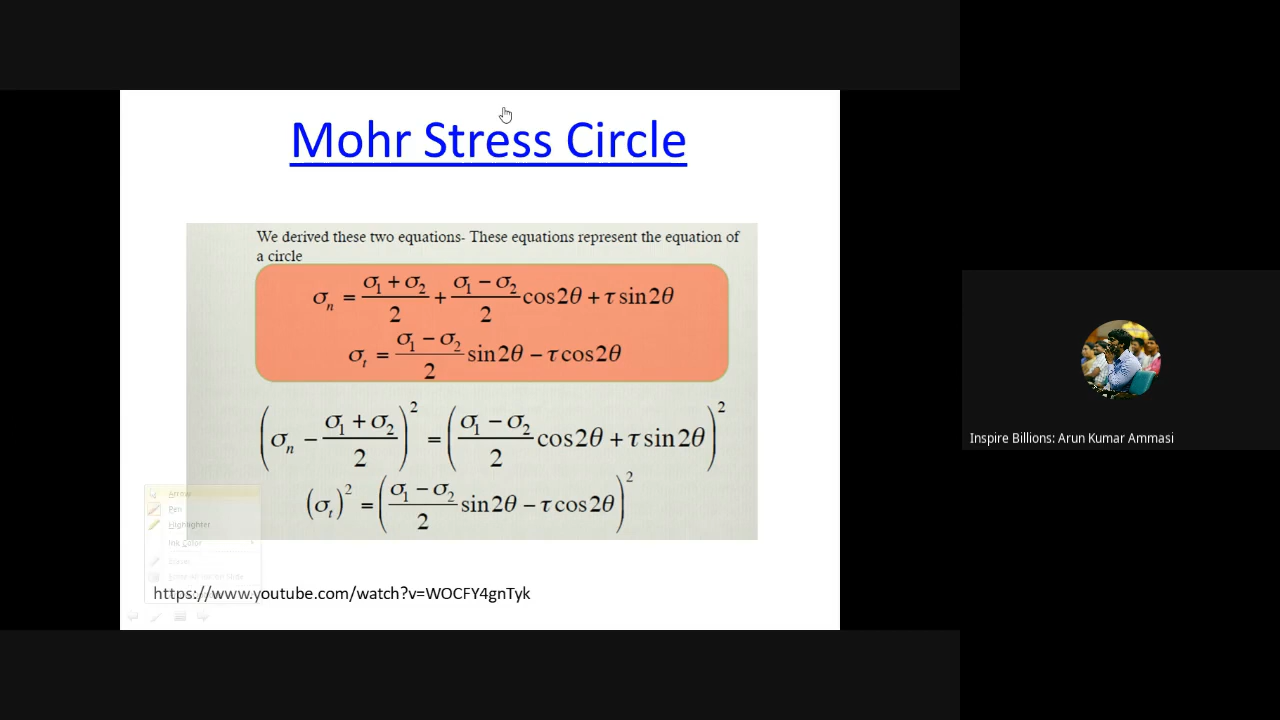 Mohr Stress Circle
We derived these two equations- These equations represent the equation of
a circle
σₙ = (σ₁ + σ₂)/2 + (σ₁ − σ₂)/2 cos2θ + τ sin2θ
σₜ = (σ₁ − σ₂)/2 sin2θ − τ cos2θ
(σₙ − (σ₁ + σ₂)/2)² = ((σ₁ − σ₂)/2 cos2θ + τ sin2θ)²
(σₜ)² = ((σ₁ − σ₂)/2 sin2θ − τ cos2θ)²
Arrow
Pen
Highlighter
Ink Color
Eraser
https://www.youtube.com/watch?v=WOCFY4gnTyk
Inspire Billions: Arun Kumar Ammasi